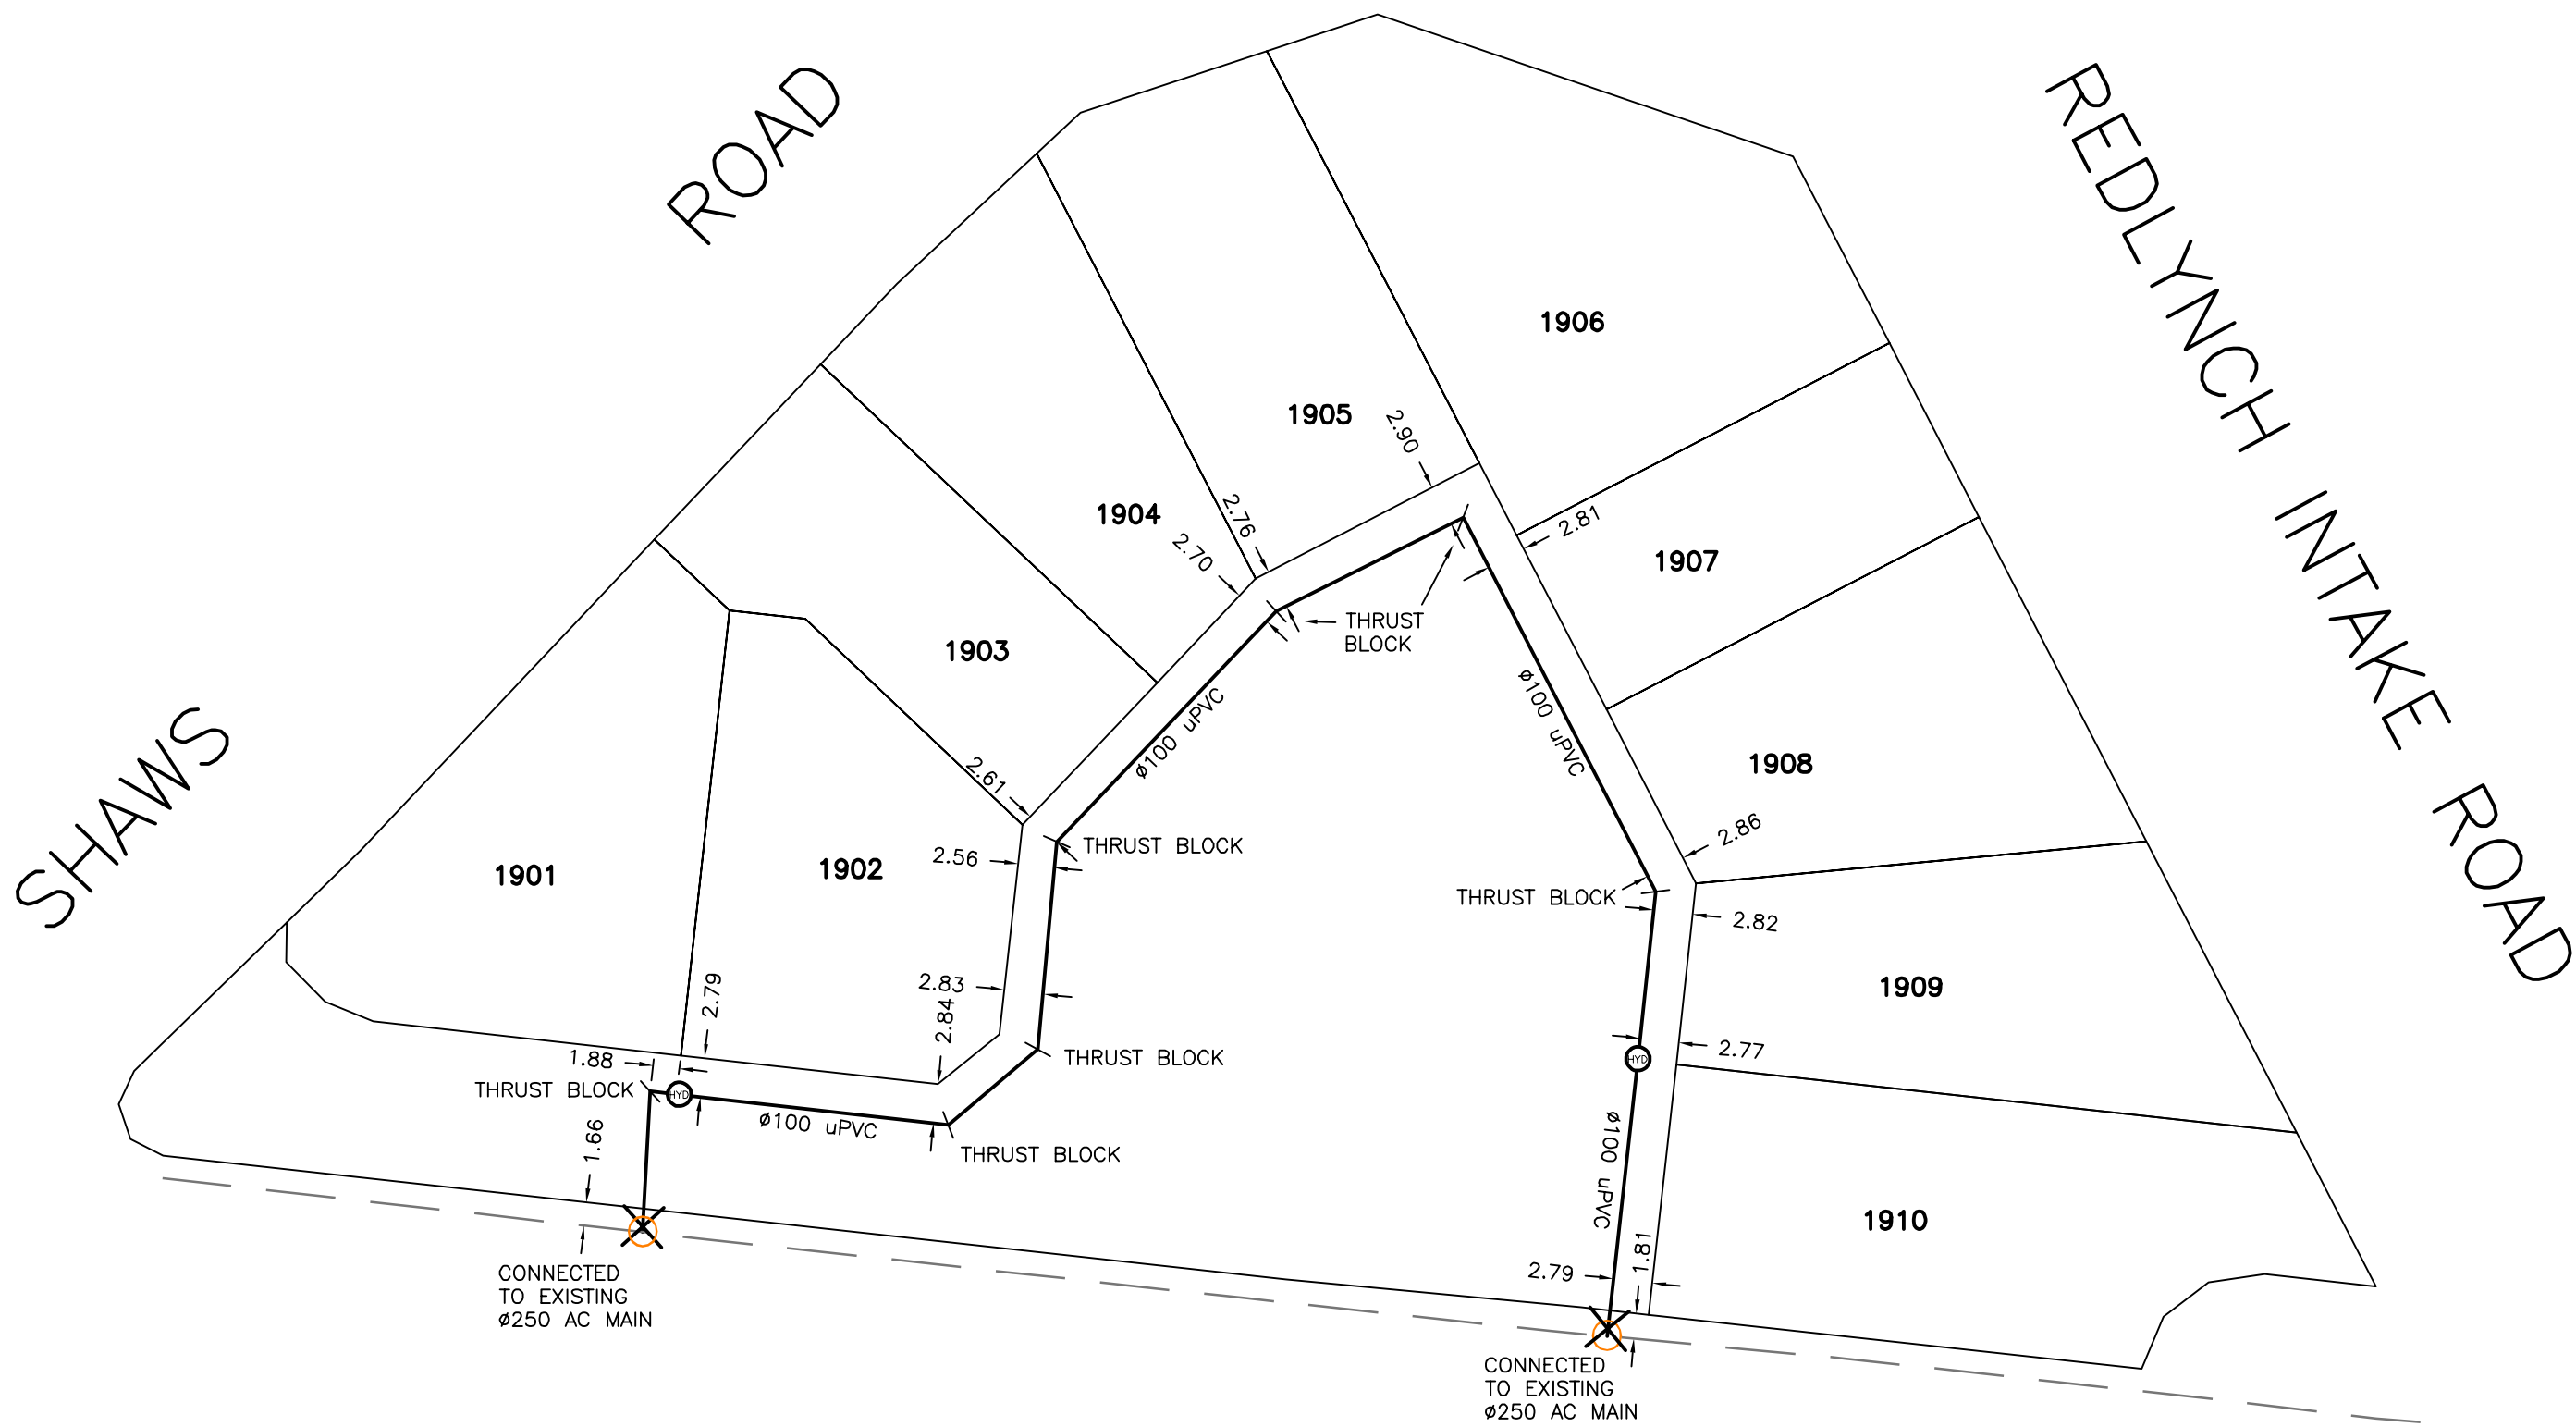 SHAWS ROAD
REDLYNCH INTAKE ROAD
1906
1905
2.90
2.81
1904
2.76
2.70
1907
THRUST
BLOCK
1903
ø100 uPVC
ø100 uPVC
1908
2.61
2.86
THRUST BLOCK
2.56
1902
1901
THRUST BLOCK
2.82
2.83
2.79
2.84
1909
2.77
1.88
THRUST BLOCK
HYD
HYD
THRUST BLOCK
ø100 uPVC
1.66
THRUST BLOCK
ø100 uPVC
1910
2.79
1.81
CONNECTED
TO EXISTING
ø250 AC MAIN
CONNECTED
TO EXISTING
ø250 AC MAIN